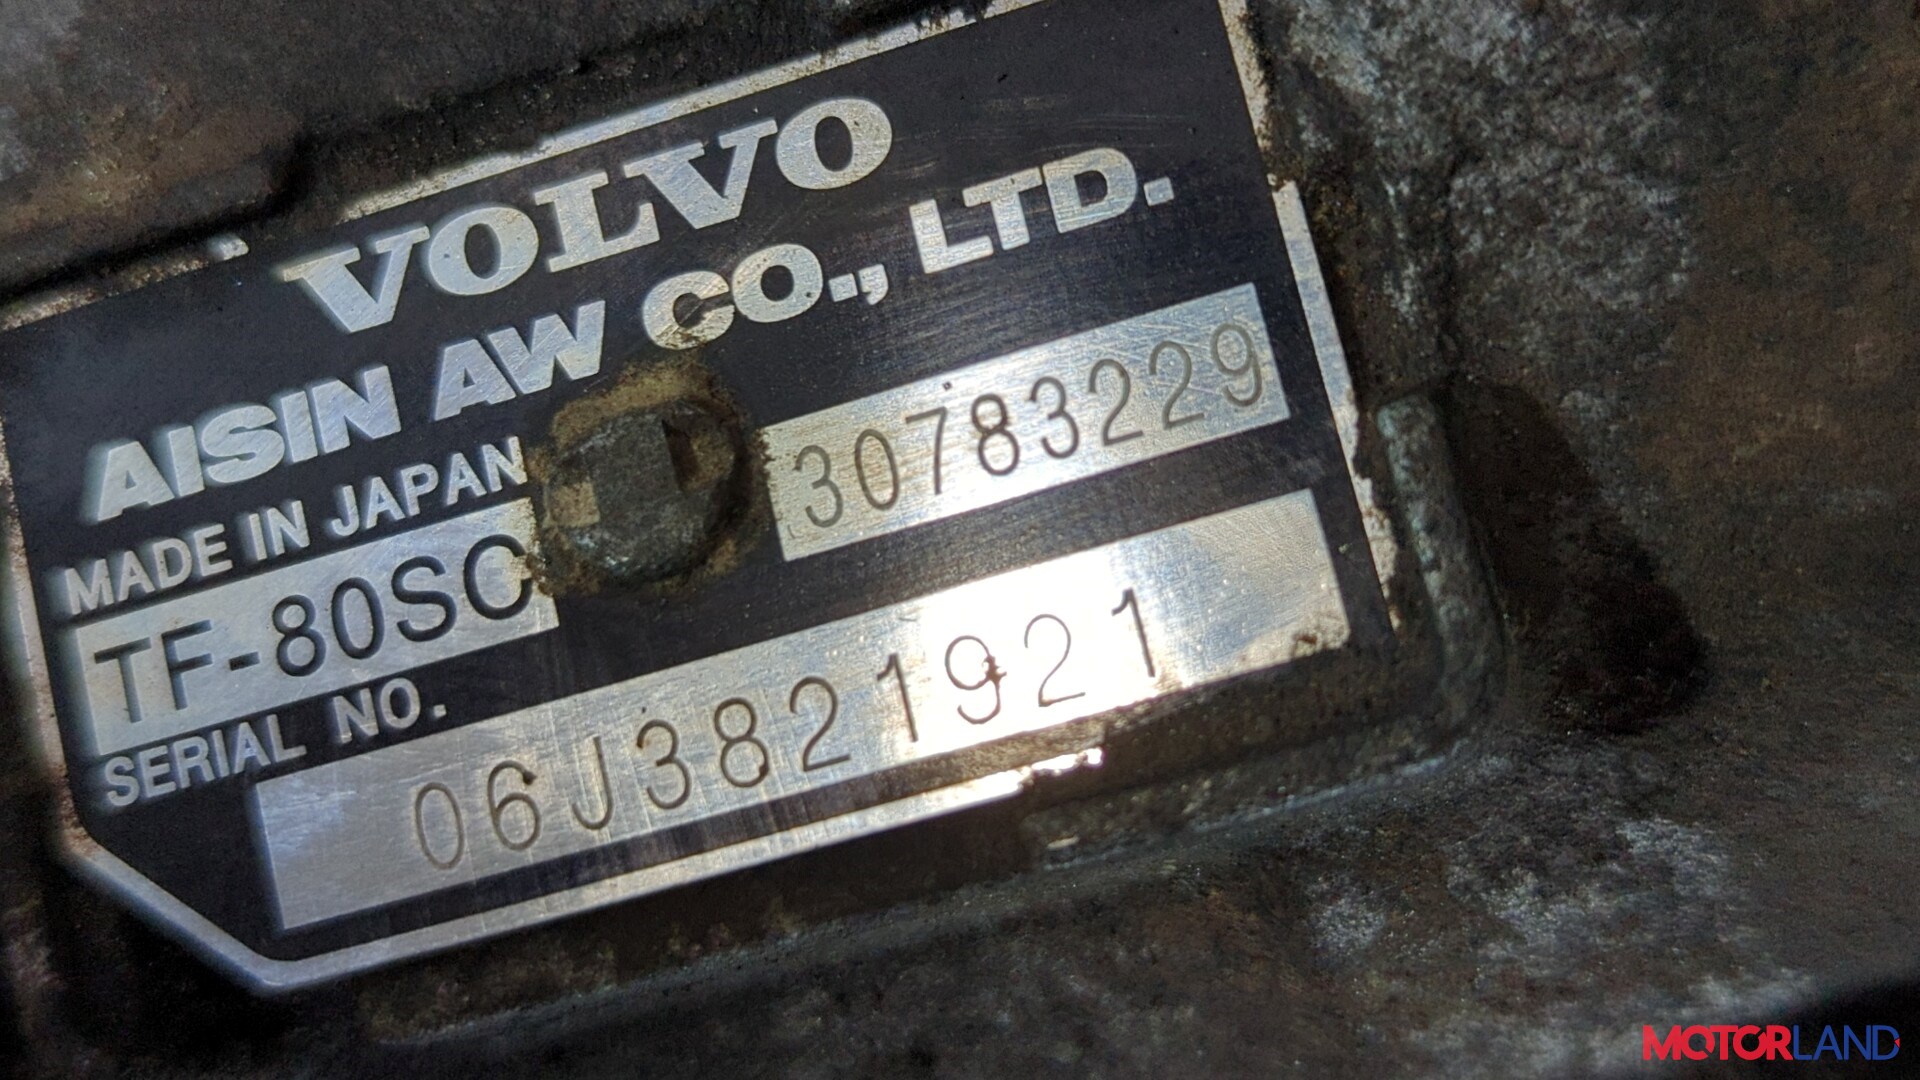 VOLVO
AISIN AW CO., LTD.
MADE IN JAPAN
30783229
TF-80SC
SERIAL NO.
06J3821921
MOTORLAND